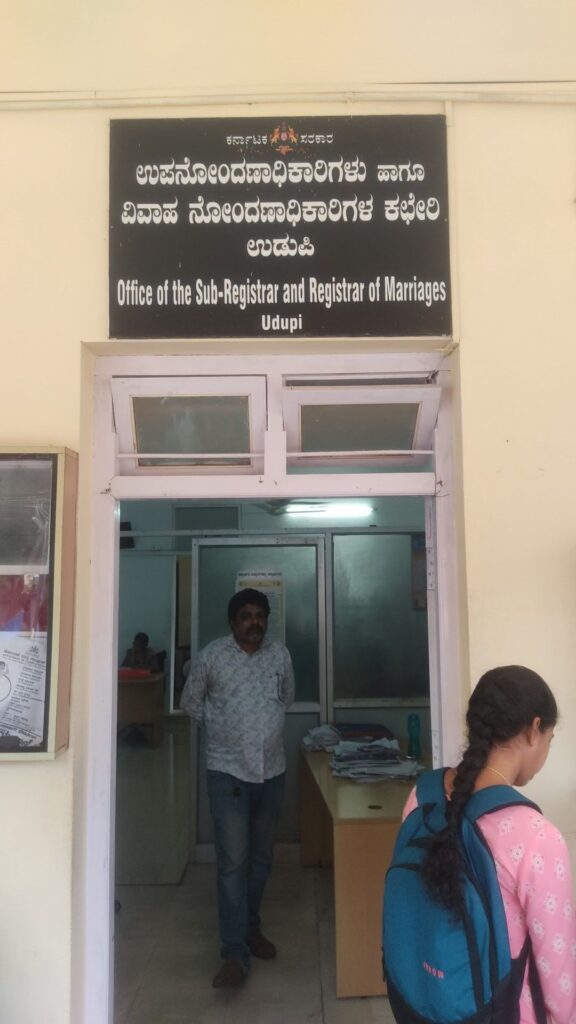 ಕರ್ನಾಟಕ ಸರಕಾರ
ಉಪನೋಂದಣಾಧಿಕಾರಿಗಳು ಹಾಗೂ
ವಿವಾಹ ನೋಂದಣಾಧಿಕಾರಿಗಳ ಕಛೇರಿ
ಉಡುಪಿ
Office of the Sub-Registrar and Registrar of Marriages
Udupi